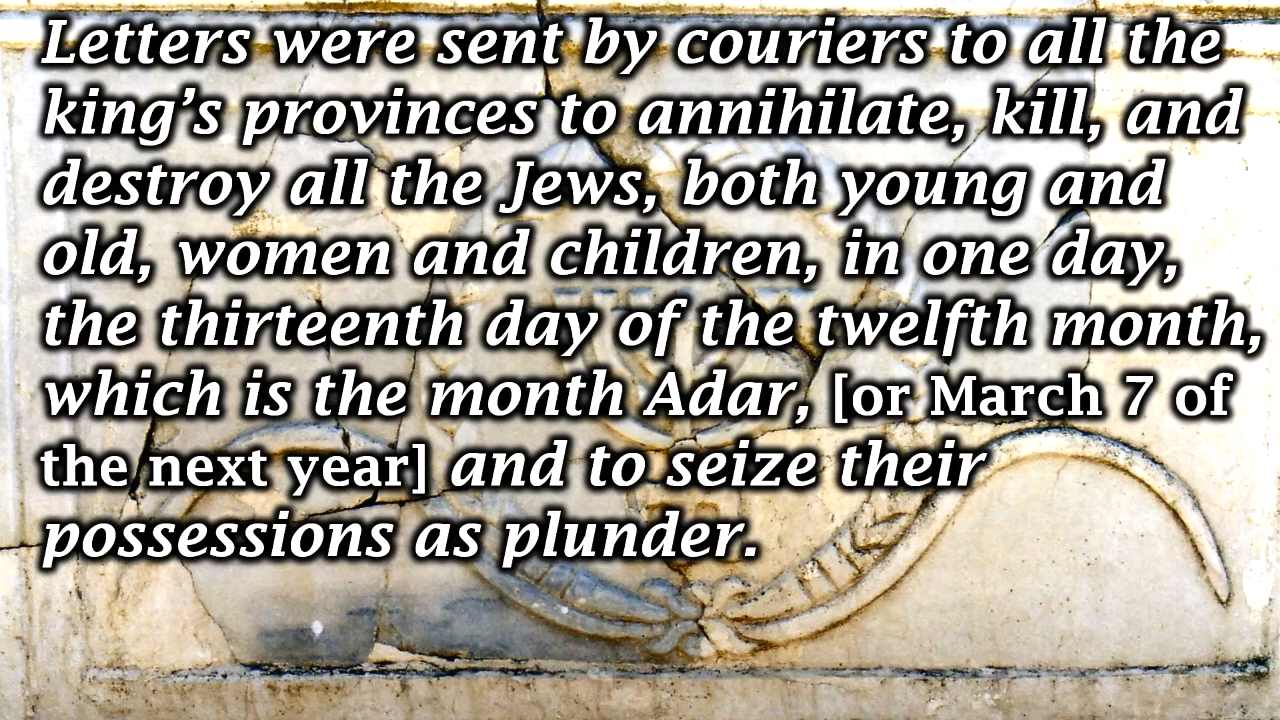 Letters were sent by couriers to all the
king’s provinces to annihilate, kill, and
destroy all the Jews, both young and
old, women and children, in one day,
the thirteenth day of the twelfth month,
which is the month Adar, [or March 7 of
the next year] and to seize their
possessions as plunder.